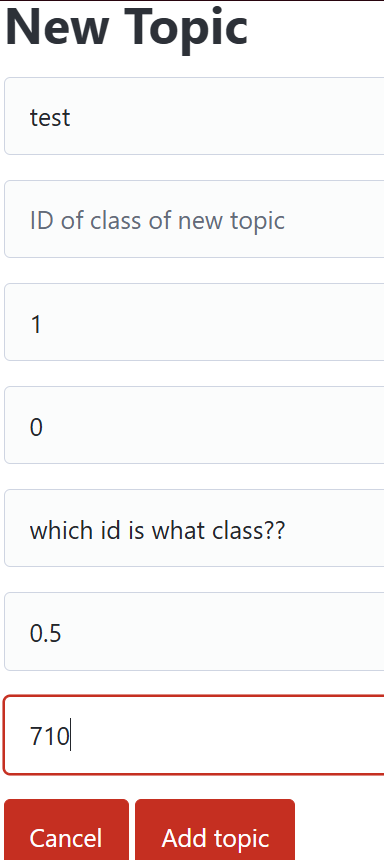 New Topic
test
ID of class of new topic
1
0
which id is what class??
0.5
710
Cancel
Add topic